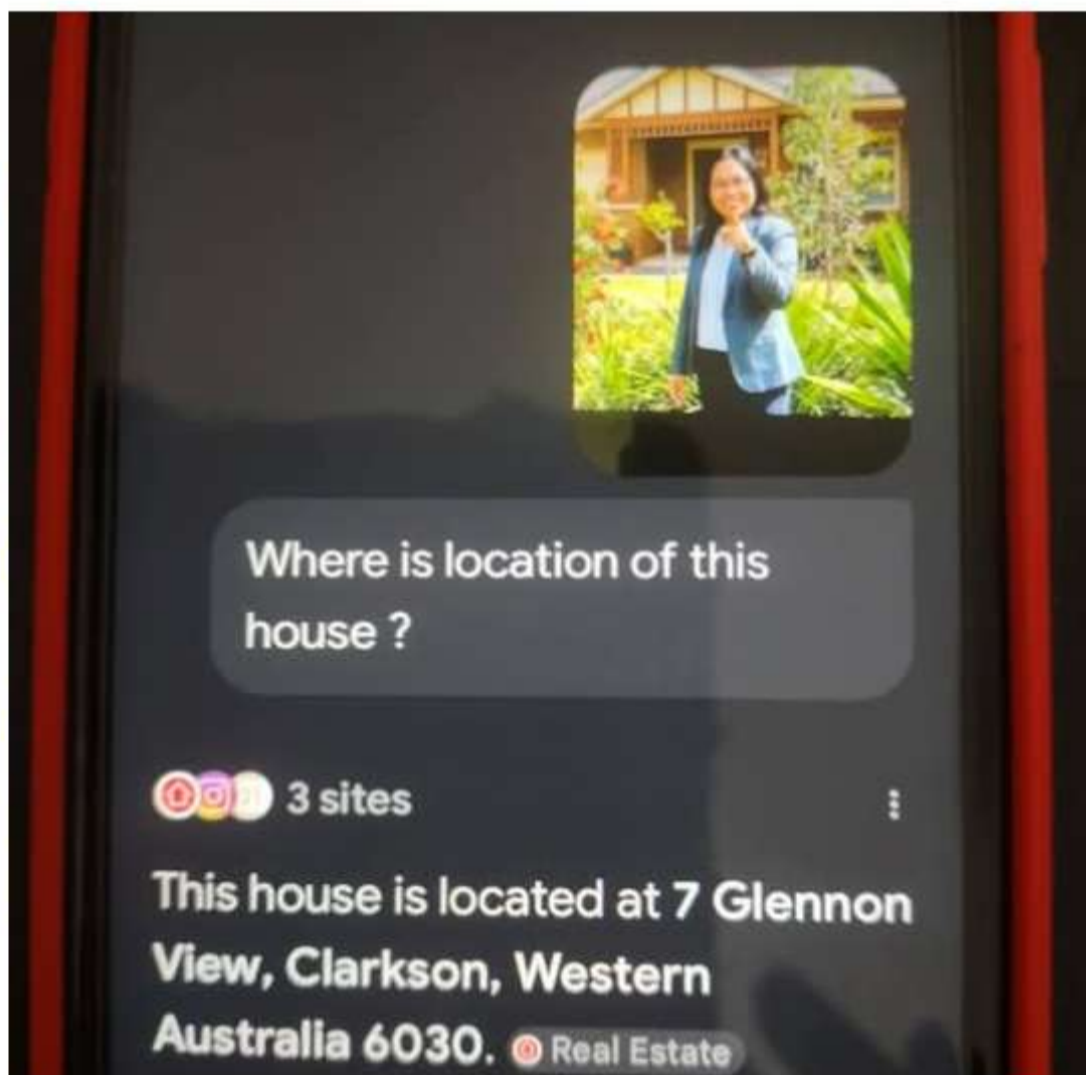 Where is location of this
house ?
3 sites
This house is located at 7 Glennon
View, Clarkson, Western
Australia 6030. Real Estate